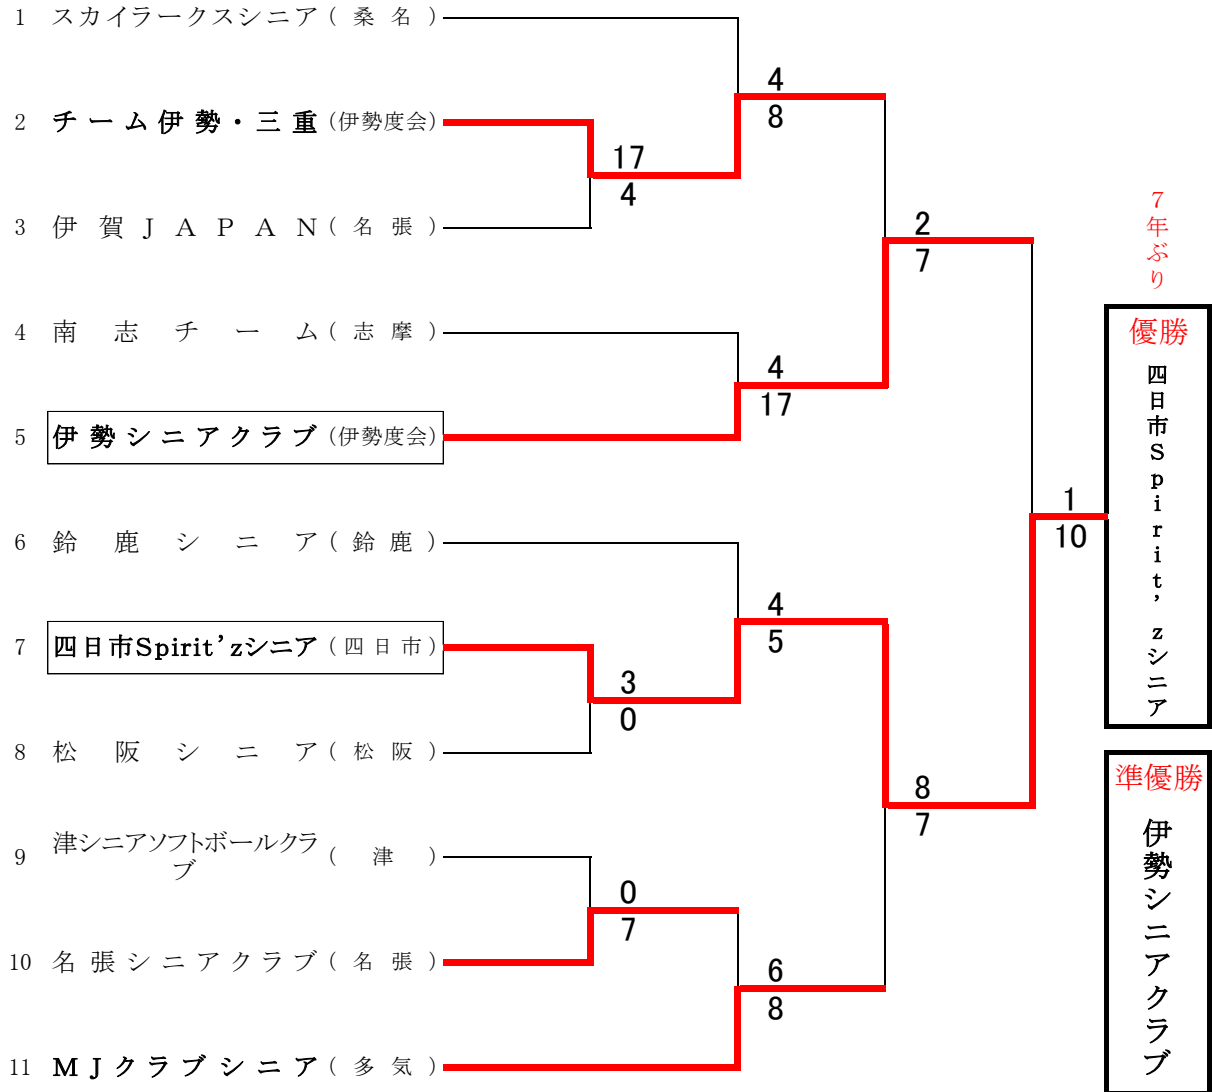 1 スカイラークスシニア ( 桑 名 )
4
8
2 チーム伊勢・三重 (伊勢度会)
17
4
3 伊賀JAPAN ( 名 張 )
2
7
4 南志チーム ( 志 摩 )
4
17
5 伊勢シニアクラブ (伊勢度会)
1
10
6 鈴鹿シニア ( 鈴 鹿 )
4
5
7 四日市Spirit’zシニア ( 四 日 市 )
3
0
8 松阪シニア ( 松 阪 )
8
7
9 津シニアソフトボールクラ
ブ ( 津 )
0
7
10 名張シニアクラブ ( 名 張 )
6
8
11 MJクラブシニア ( 多 気 )
7年ぶり
優勝
四日市Spirit’zシニア
準優勝
伊勢シニアクラブ